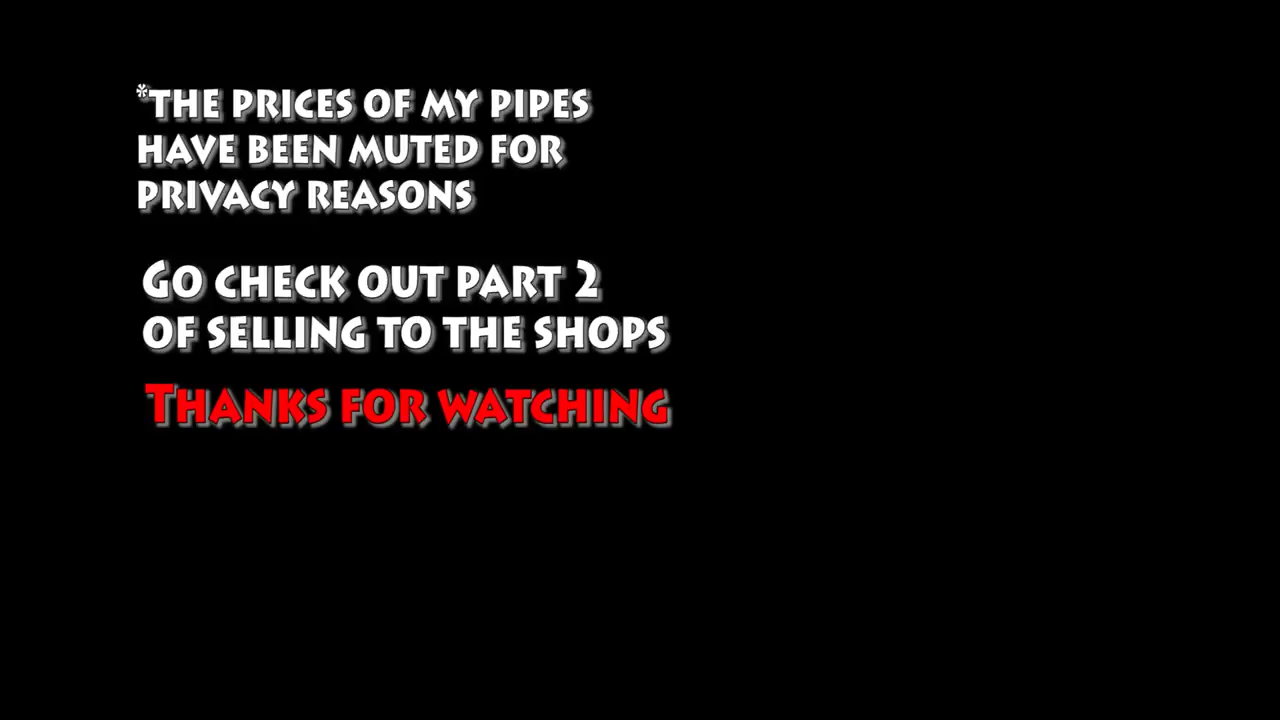 *THE PRICES OF MY PIPES
HAVE BEEN MUTED FOR
PRIVACY REASONS
GO CHECK OUT PART 2
OF SELLING TO THE SHOPS
THANKS FOR WATCHING